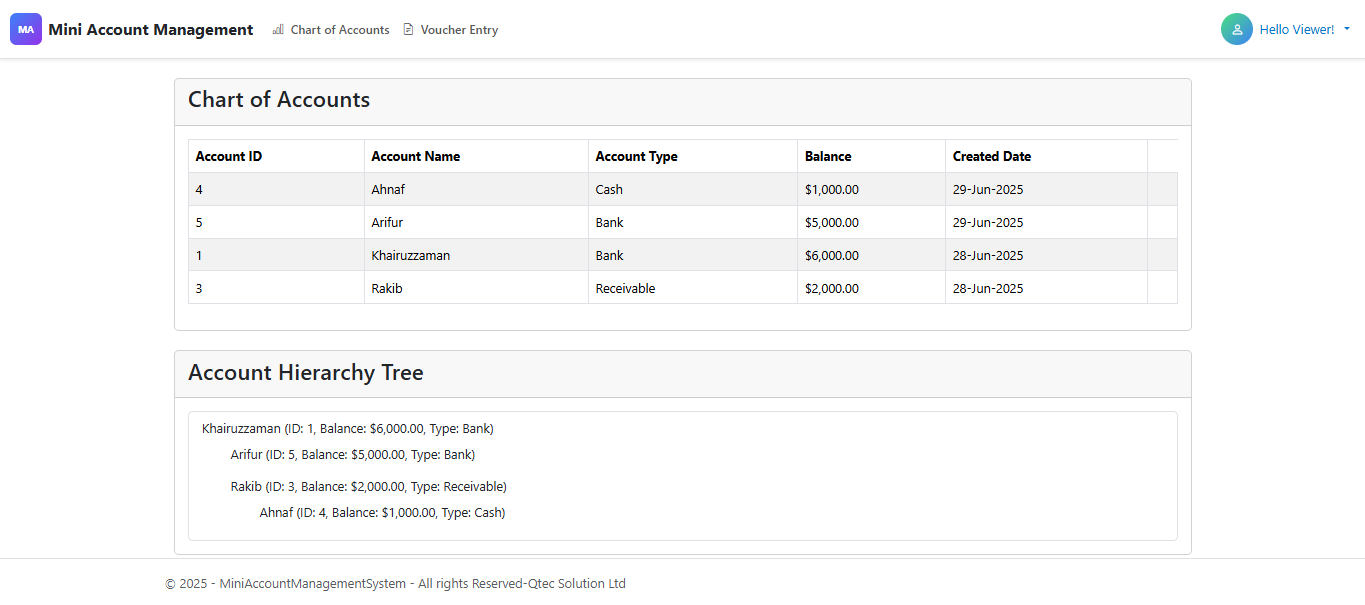 MA Mini Account Management Chart of Accounts Voucher Entry Hello Viewer!
Chart of Accounts
Account ID Account Name Account Type Balance Created Date
4 Ahnaf Cash $1,000.00 29-Jun-2025
5 Arifur Bank $5,000.00 29-Jun-2025
1 Khairuzzaman Bank $6,000.00 28-Jun-2025
3 Rakib Receivable $2,000.00 28-Jun-2025
Account Hierarchy Tree
Khairuzzaman (ID: 1, Balance: $6,000.00, Type: Bank)
Arifur (ID: 5, Balance: $5,000.00, Type: Bank)
Rakib (ID: 3, Balance: $2,000.00, Type: Receivable)
Ahnaf (ID: 4, Balance: $1,000.00, Type: Cash)
© 2025 - MiniAccountManagementSystem - All rights Reserved-Qtec Solution Ltd